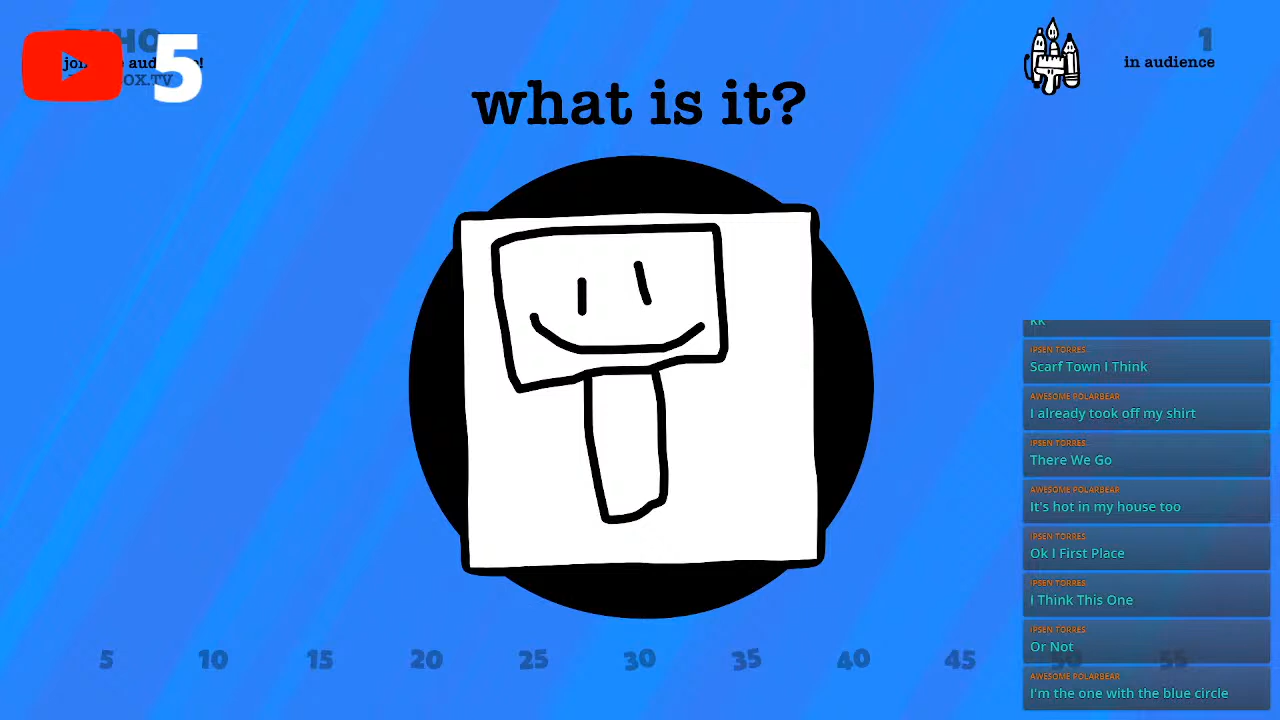 5
1
in audience
what is it?
KK
IPSEN TORRES
Scarf Town I Think
AWESOME POLARBEAR
I already took off my shirt
IPSEN TORRES
There We Go
AWESOME POLARBEAR
It's hot in my house too
IPSEN TORRES
Ok I First Place
IPSEN TORRES
I Think This One
IPSEN TORRES
Or Not
AWESOME POLARBEAR
I'm the one with the blue circle
5 10 15 20 25 30 35 40 45 50 55